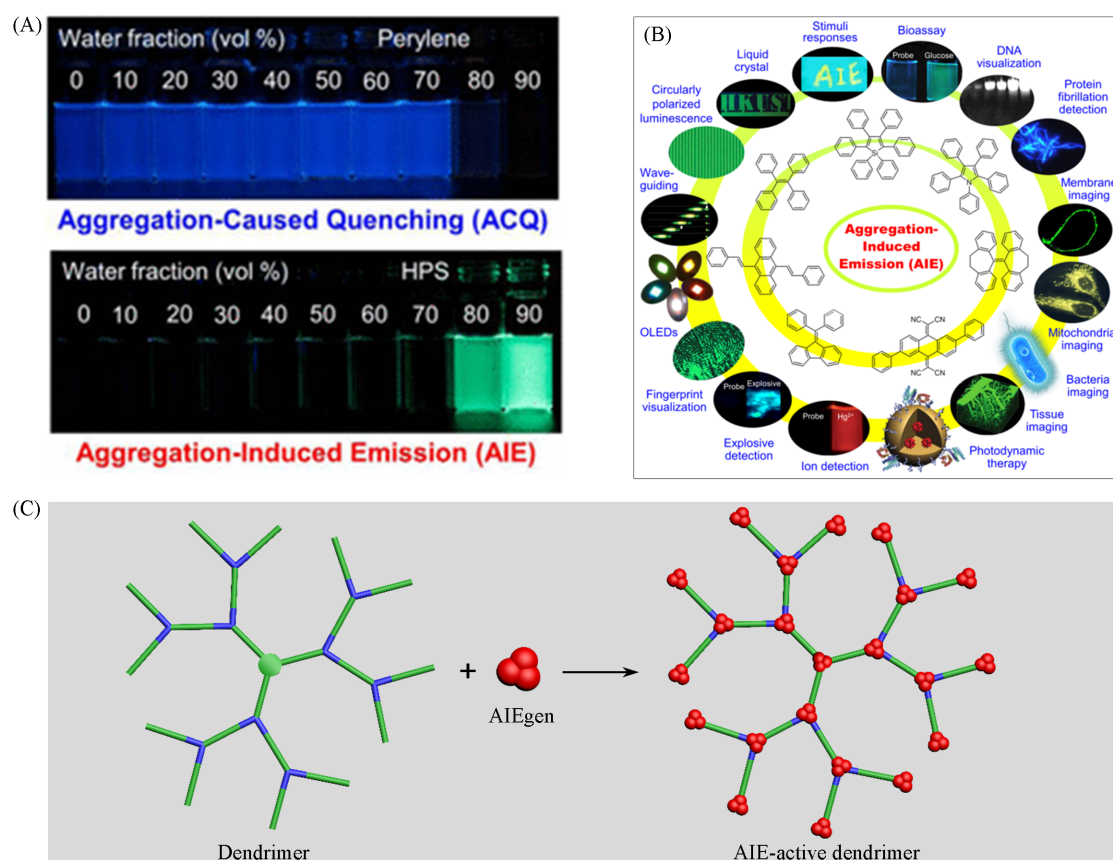 (A)
Water fraction (vol %) Perylene
0 10 20 30 40 50 60 70 80 90
Aggregation-Caused Quenching (ACQ)
Water fraction (vol %) HPS
0 10 20 30 40 50 60 70 80 90
Aggregation-Induced Emission (AIE)
(B)
Stimuli
responses
AIE
Bioassay
Probe Glucose
Liquid
crystal
HKUST
DNA
visualization
Circularly
polarized
luminescence
Protein
fibrillation
detection
Wave-
guiding
Membrane
imaging
Si
N
Aggregation-
Induced
Emission (AIE)
OLEDs
NC CN
NC CN
Mitochondria
imaging
Bacteria
imaging
Fingerprint
visualization
Probe Explosive
Explosive
detection
Probe Hg2+
Ion detection
Tissue
imaging
Photodynamic
therapy
(C)
+
AIEgen
Dendrimer
AIE-active dendrimer